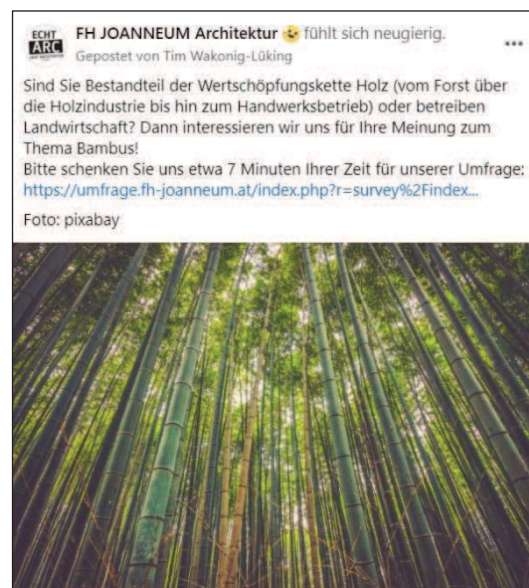 ECHT
ARC
FH JOANNEUM Architektur fühlt sich neugierig.
Gepostet von Tim Wakonig-Lüking
Sind Sie Bestandteil der Wertschöpfungskette Holz (vom Forst über
die Holzindustrie bis hin zum Handwerksbetrieb) oder betreiben
Landwirtschaft? Dann interessieren wir uns für Ihre Meinung zum
Thema Bambus!
Bitte schenken Sie uns etwa 7 Minuten Ihrer Zeit für unserer Umfrage:
https://umfrage.fh-joanneum.at/index.php?r=survey%2Findex...
Foto: pixabay